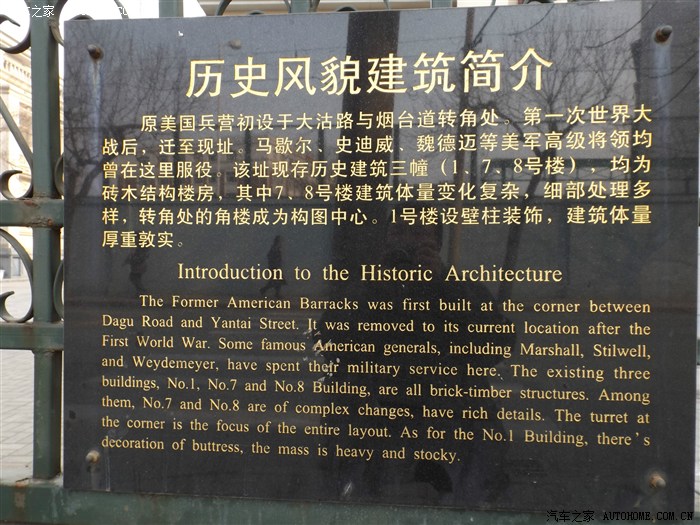 历史风貌建筑简介
原美国兵营初设于大沽路与烟台道转角处。第一次世界大
战后，迁至现址。马歇尔、史迪威、魏德迈等美军高级将领均
曾在这里服役。该址现存历史建筑三幢（1、7、8号楼），均为
砖木结构楼房，其中7、8号楼建筑体量变化复杂，细部处理多
样，转角处的角楼成为构图中心。1号楼设壁柱装饰，建筑体量
厚重敦实。
Introduction to the Historic Architecture
The Former American Barracks was first built at the corner between
Dagu Road and Yantai Street. It was removed to its current location after the
First World War. Some famous American generals, including Marshall, Stilwell,
and Weydemeyer, have spent their military service here. The existing three
buildings, No.1, No.7 and No.8 Building, are all brick-timber structures. Among
them, No.7 and No.8 are of complex changes, have rich details. The turret at
the corner is the focus of the entire layout. As for the No.1 Building, there's
decoration of buttress, the mass is heavy and stocky.
汽车之家 AUTOHOME.COM.CN